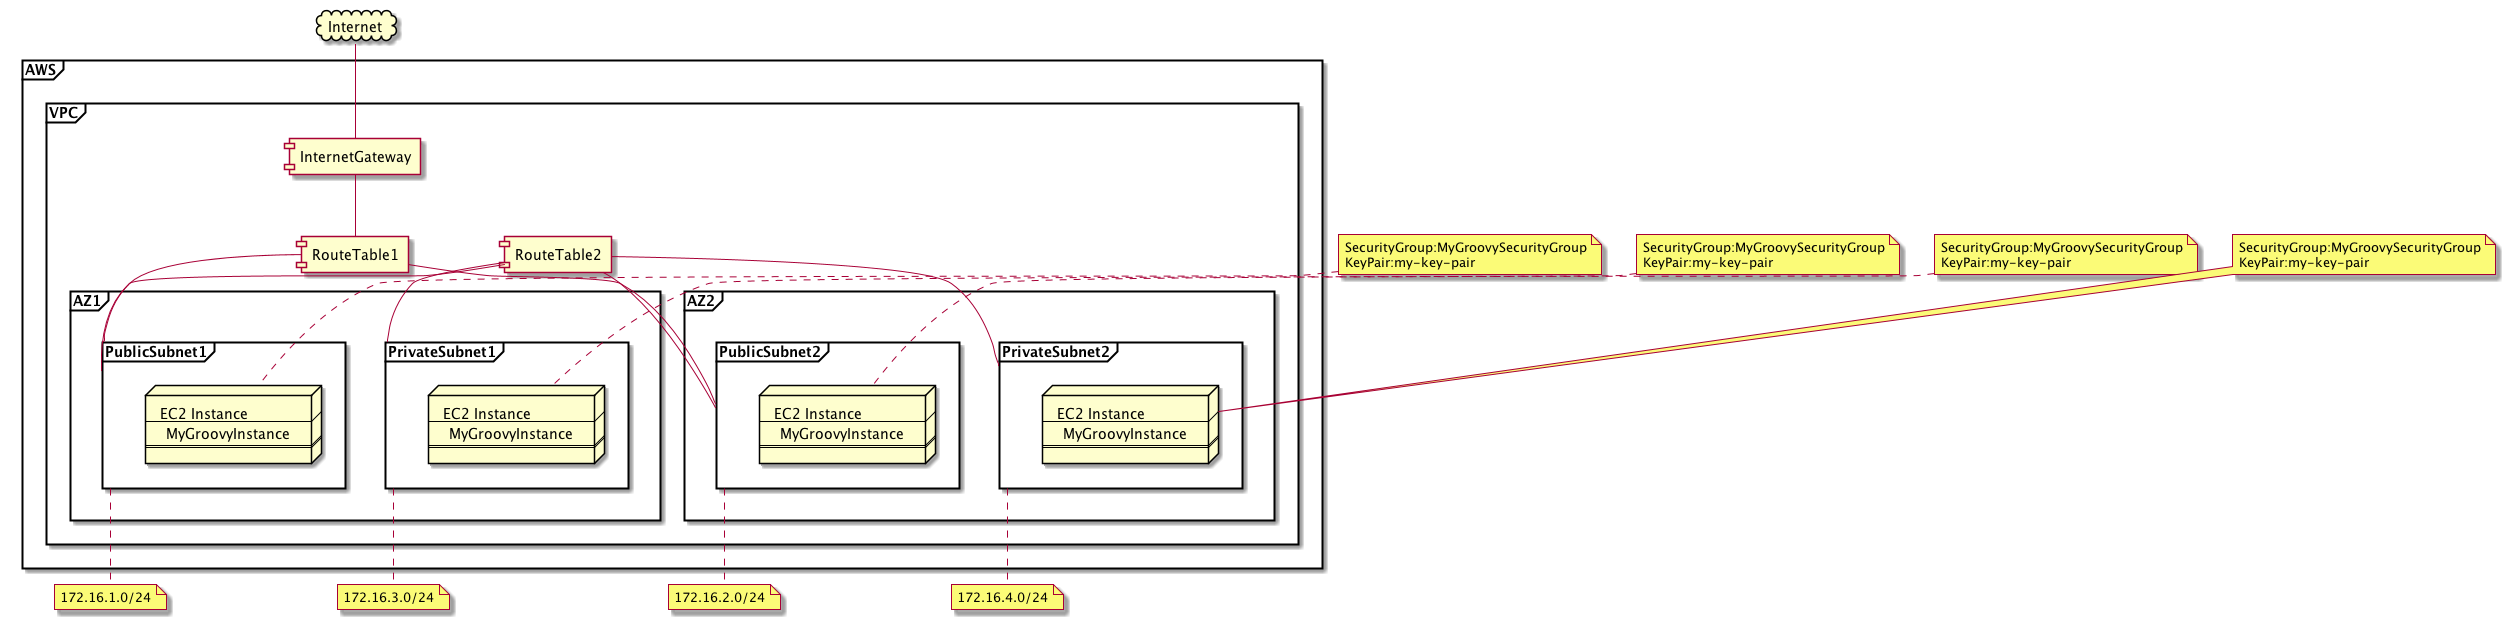 Internet
AWS
VPC
InternetGateway
RouteTable1
RouteTable2
SecurityGroup:MyGroovySecurityGroup
KeyPair:my-key-pair
SecurityGroup:MyGroovySecurityGroup
KeyPair:my-key-pair
SecurityGroup:MyGroovySecurityGroup
KeyPair:my-key-pair
SecurityGroup:MyGroovySecurityGroup
KeyPair:my-key-pair
AZ1
PublicSubnet1
EC2 Instance
MyGroovyInstance
PrivateSubnet1
EC2 Instance
MyGroovyInstance
AZ2
PublicSubnet2
EC2 Instance
MyGroovyInstance
PrivateSubnet2
EC2 Instance
MyGroovyInstance
172.16.1.0/24
172.16.3.0/24
172.16.2.0/24
172.16.4.0/24